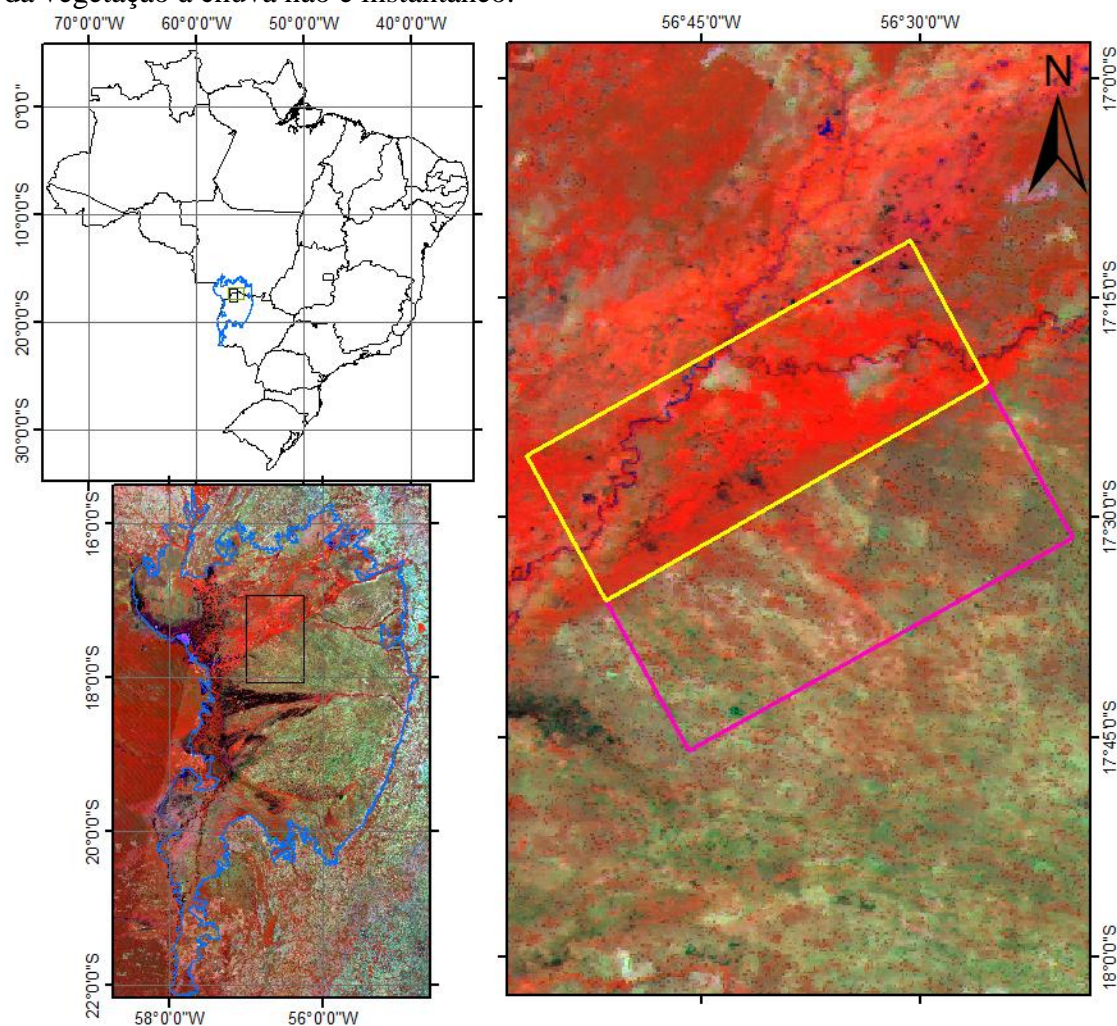 da vegetação à chuva não é instantâneo.
70°0'0"W 60°0'0"W 50°0'0"W 40°0'0"W
0°0'0"
10°0'0"S
20°0'0"S
30°0'0"S
56°45'0"W 56°30'0"W
N
17°0'0"S
17°15'0"S
17°30'0"S
17°45'0"S
18°0'0"S
16°0'0"S
18°0'0"S
20°0'0"S
22°0'0"S
58°0'0"W 56°0'0"W